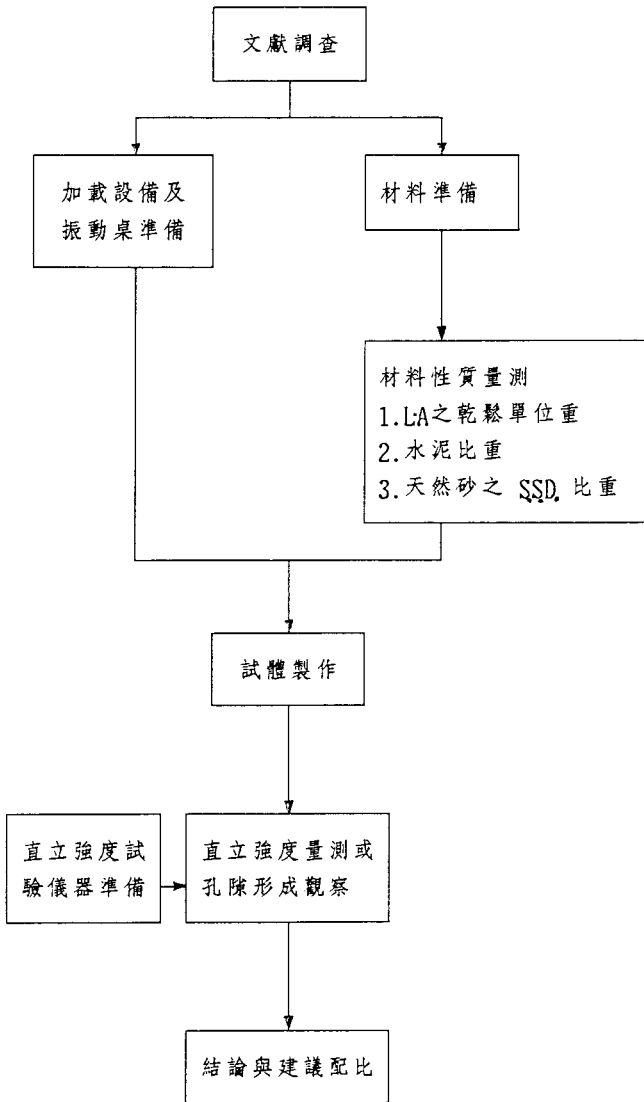 文獻調查
加載設備及
振動桌準備
材料準備
材料性質量測
1.LA之乾鬆單位重
2.水泥比重
3.天然砂之 SSD. 比重
試體製作
直立強度試
驗儀器準備
直立強度量測或
孔隙形成觀察
結論與建議配比